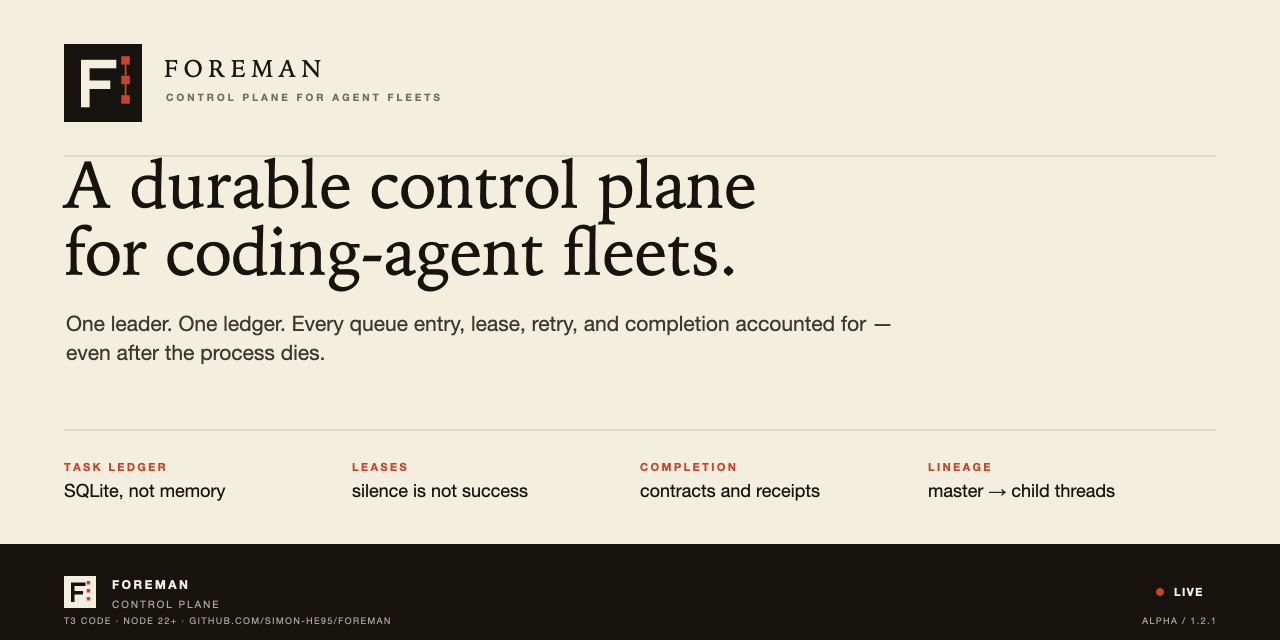 F
FOREMAN
CONTROL PLANE FOR AGENT FLEETS
A durable control plane
for coding-agent fleets.
One leader. One ledger. Every queue entry, lease, retry, and completion accounted for —
even after the process dies.
TASK LEDGER
SQLite, not memory
LEASES
silence is not success
COMPLETION
contracts and receipts
LINEAGE
master → child threads
F
FOREMAN
CONTROL PLANE
T3 CODE · NODE 22+ · GITHUB.COM/SIMON-HE95/FOREMAN
LIVE
ALPHA / 1.2.1